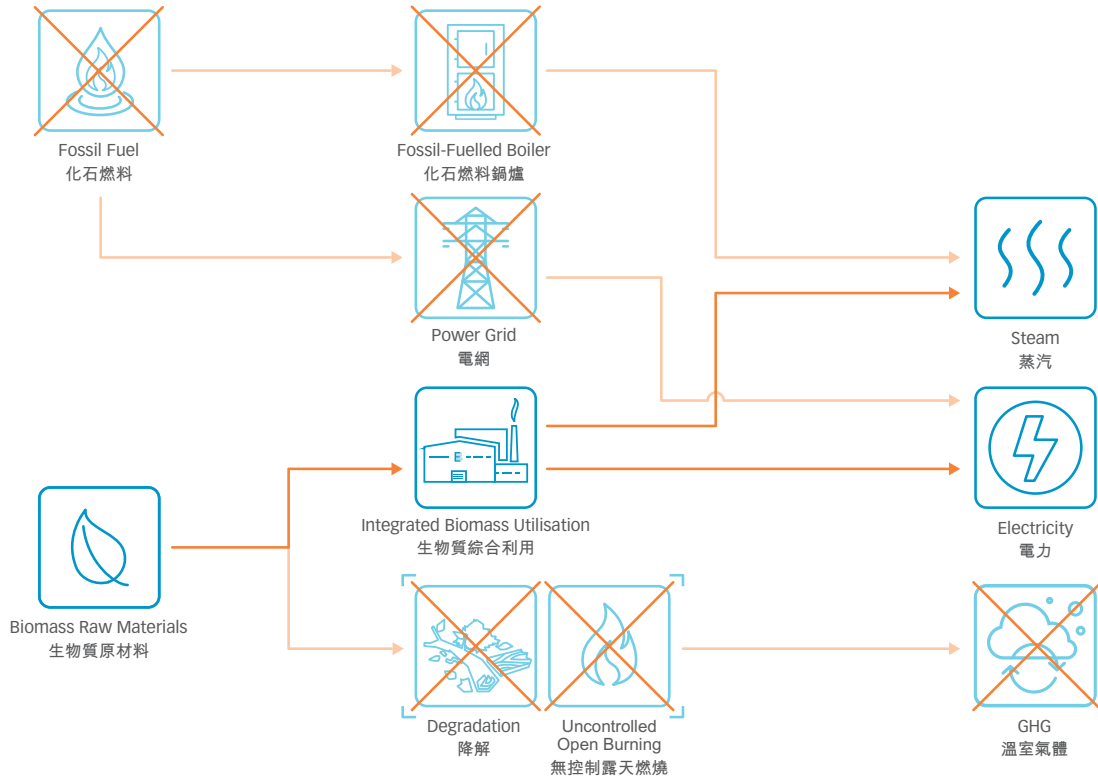 Fossil Fuel
化石燃料
Fossil-Fuelled Boiler
化石燃料鍋爐
Power Grid
電網
Steam
蒸汽
Integrated Biomass Utilisation
生物質綜合利用
Electricity
電力
Biomass Raw Materials
生物質原材料
Degradation
降解
Uncontrolled
Open Burning
無控制露天燃燒
GHG
溫室氣體